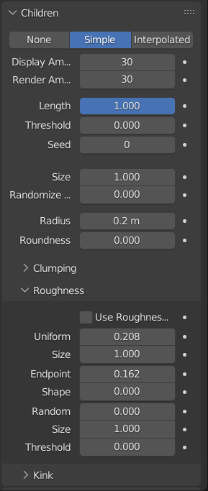 Children
None Simple Interpolated
Display Am... 30
Render Am... 30
Length 1.000
Threshold 0.000
Seed 0
Size 1.000
Randomize ... 0.000
Radius 0.2 m
Roundness 0.000
Clumping
Roughness
Use Roughnes...
Uniform 0.208
Size 1.000
Endpoint 0.162
Shape 0.000
Random 0.000
Size 1.000
Threshold 0.000
Kink